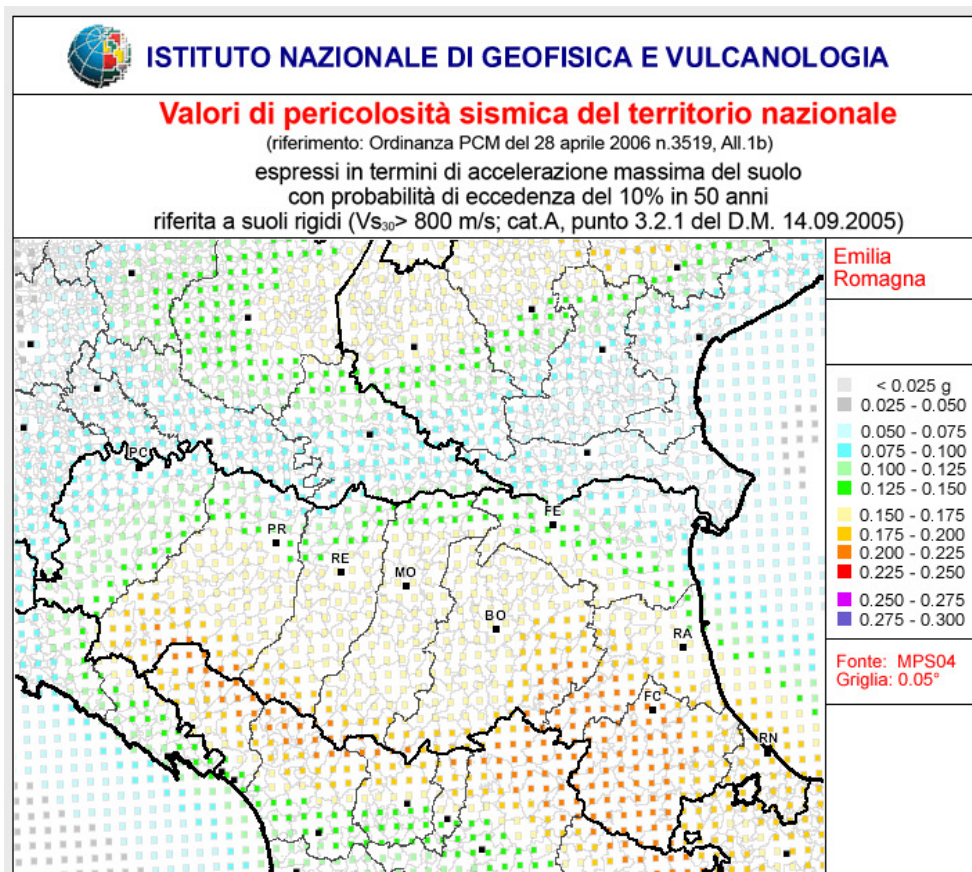 ISTITUTO NAZIONALE DI GEOFISICA E VULCANOLOGIA
Valori di pericolosità sismica del territorio nazionale
(riferimento: Ordinanza PCM del 28 aprile 2006 n.3519, All.1b)
espressi in termini di accelerazione massima del suolo
con probabilità di eccedenza del 10% in 50 anni
riferita a suoli rigidi (Vs₃₀> 800 m/s; cat.A, punto 3.2.1 del D.M. 14.09.2005)
Emilia
Romagna
< 0.025 g
0.025 - 0.050
0.050 - 0.075
0.075 - 0.100
0.100 - 0.125
0.125 - 0.150
0.150 - 0.175
0.175 - 0.200
0.200 - 0.225
0.225 - 0.250
0.250 - 0.275
0.275 - 0.300
Fonte: MPS04
Griglia: 0.05°
PC
PR
RE
MO
FE
BO
RA
FC
RN